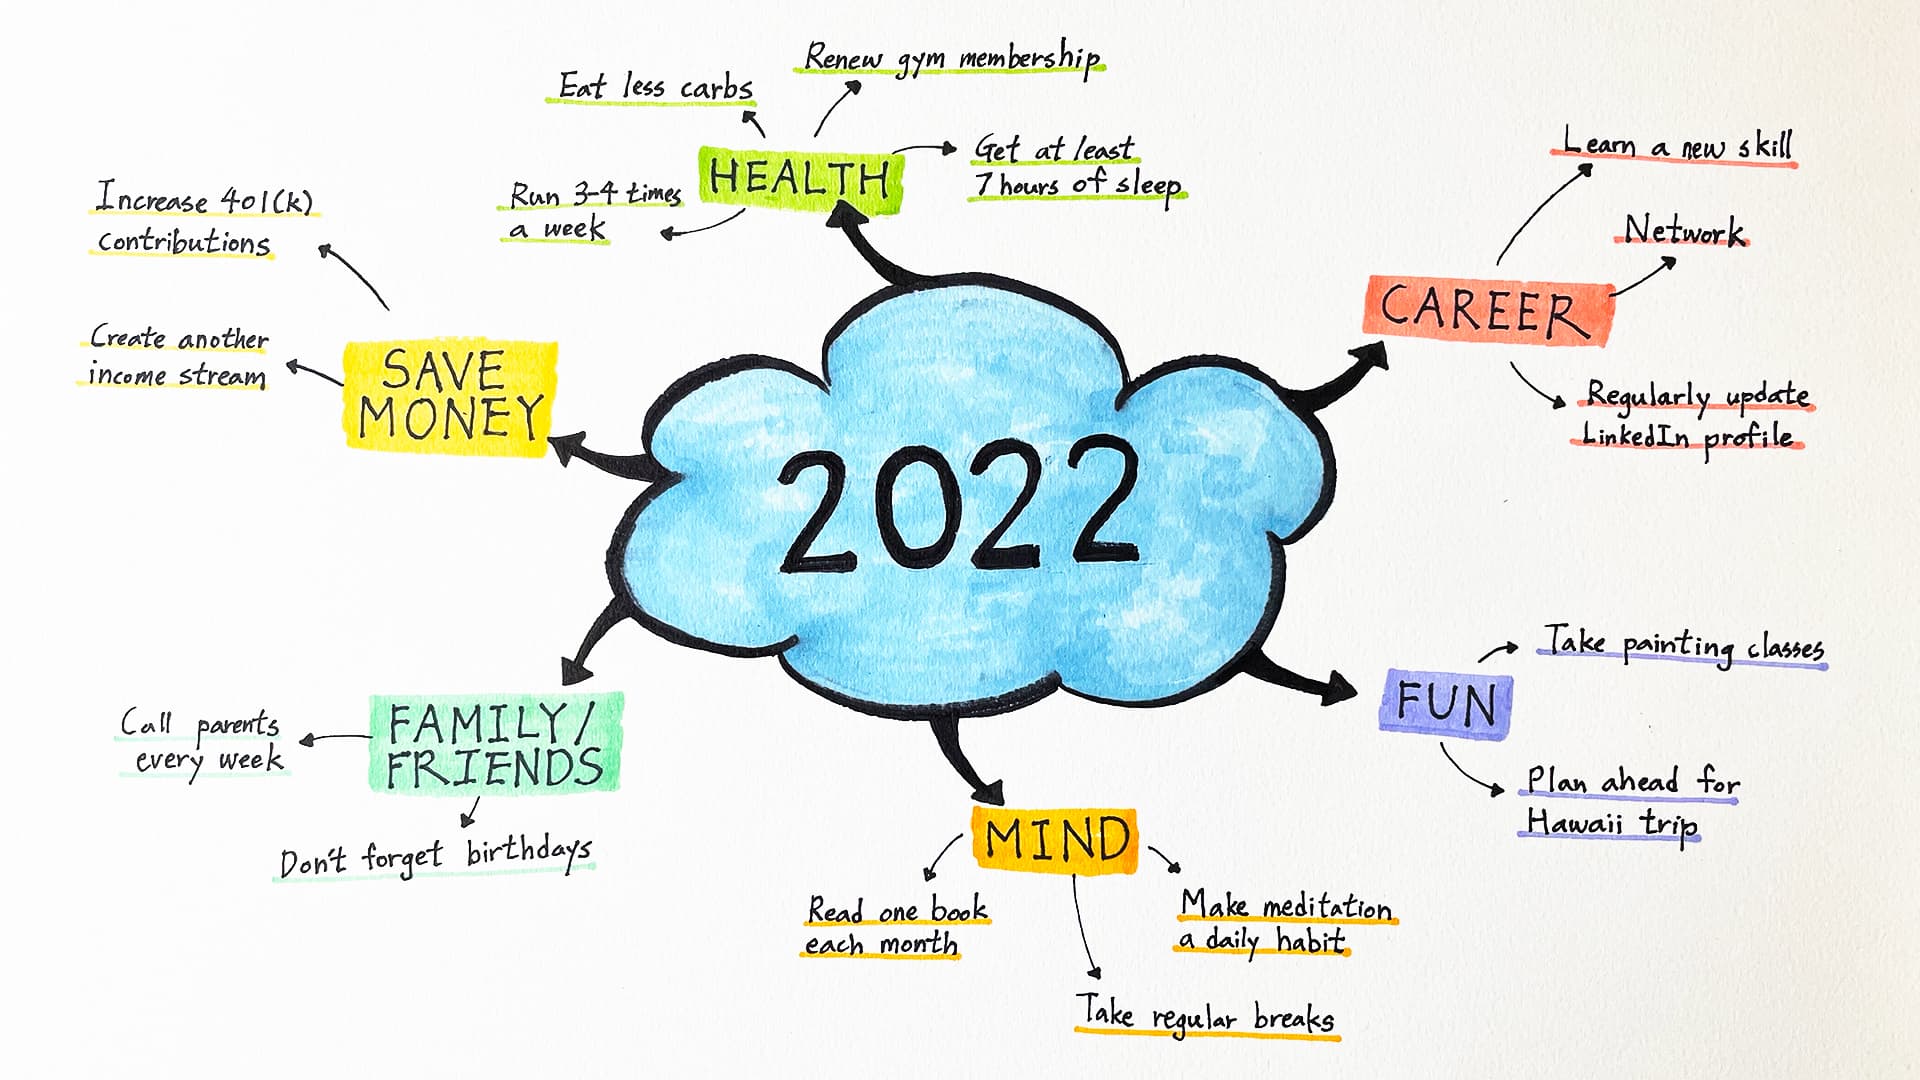 2022
HEALTH
Eat less carbs
Renew gym membership
Get at least
7 hours of sleep
Run 3-4 times
a week
CAREER
Learn a new skill
Network
Regularly update
LinkedIn profile
FUN
Take painting classes
Plan ahead for
Hawaii trip
MIND
Make meditation
a daily habit
Take regular breaks
Read one book
each month
FAMILY/
FRIENDS
Don't forget birthdays
Call parents
every week
SAVE
MONEY
Create another
income stream
Increase 401(k)
contributions